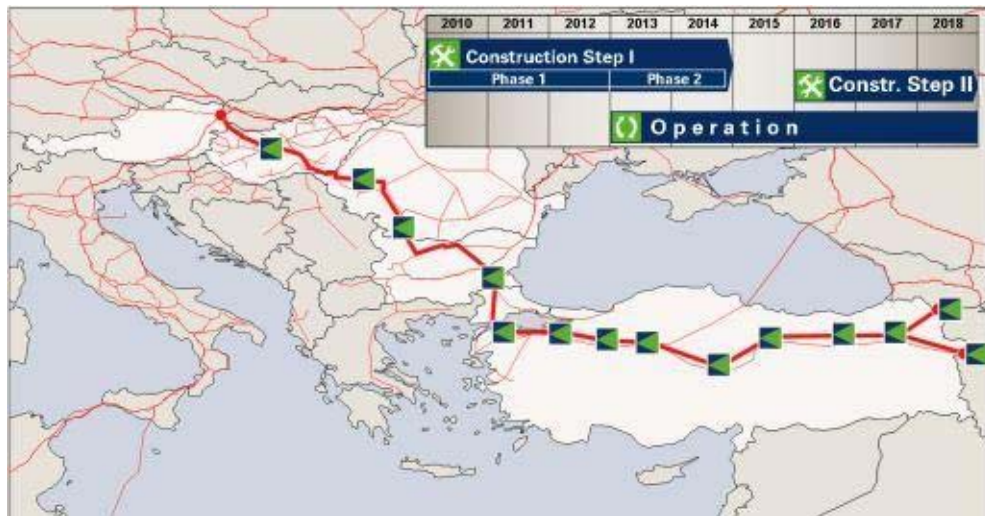 2010 2011 2012 2013 2014 2015 2016 2017 2018
Construction Step I
Phase 1 Phase 2
Constr. Step II
Operation